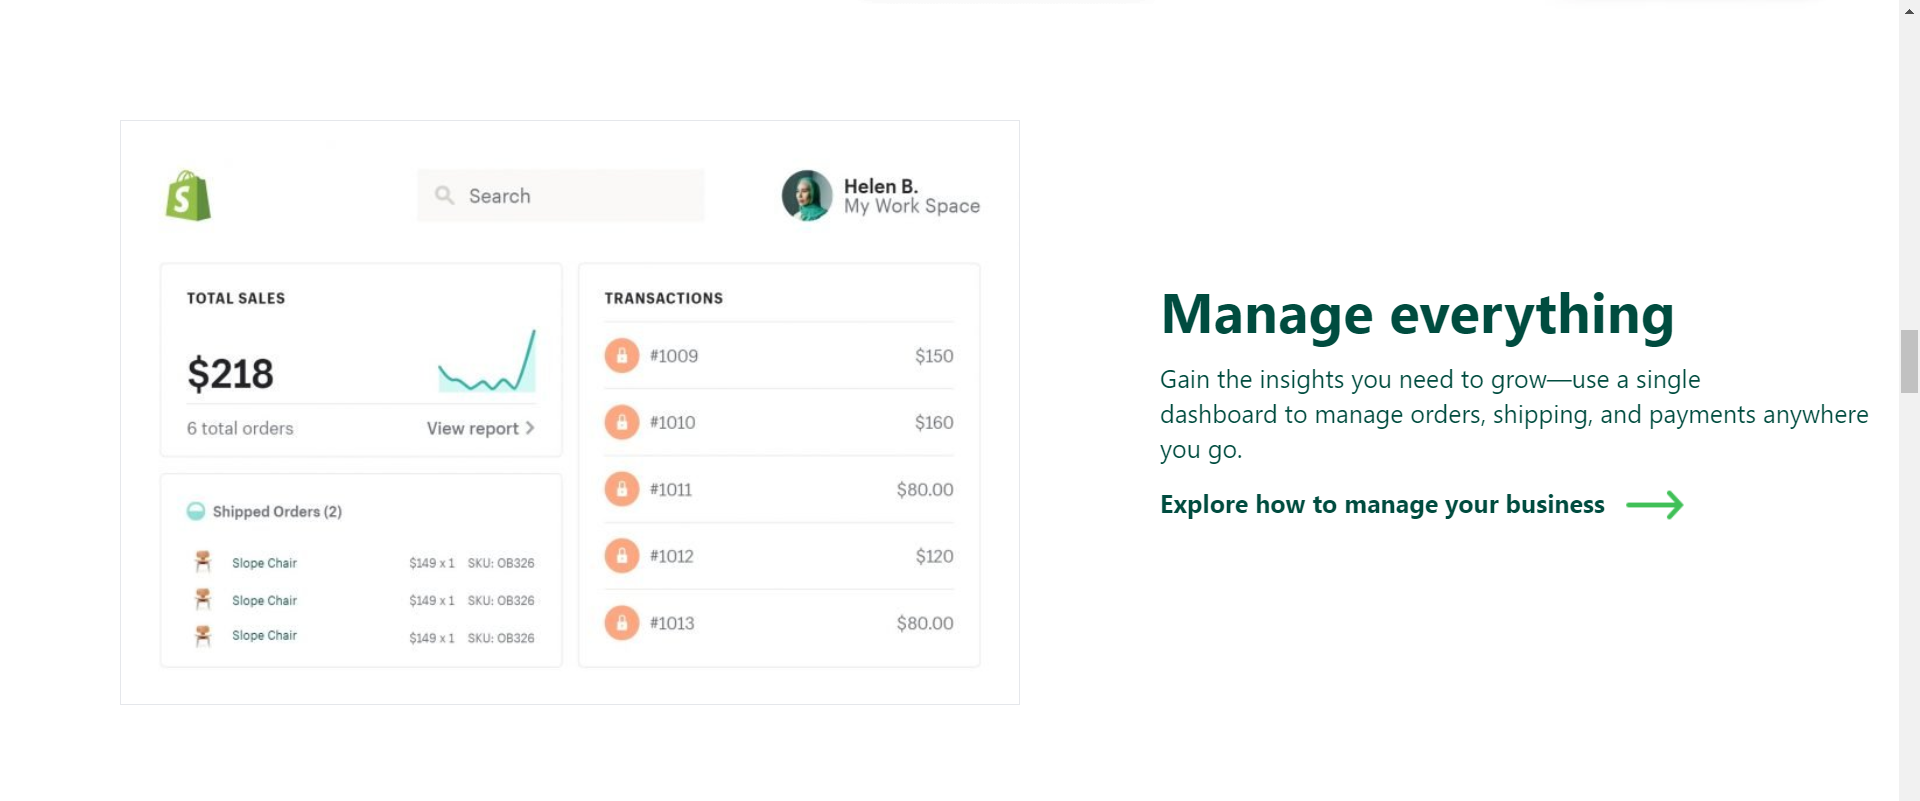 S
Search
Helen B.
My Work Space
TOTAL SALES
$218
6 total orders
View report
Shipped Orders (2)
Slope Chair $149 x 1 SKU: OB326
Slope Chair $149 x 1 SKU: OB326
Slope Chair $149 x 1 SKU: OB326
TRANSACTIONS
#1009 $150
#1010 $160
#1011 $80.00
#1012 $120
#1013 $80.00
Manage everything
Gain the insights you need to grow—use a single
dashboard to manage orders, shipping, and payments anywhere
you go.
Explore how to manage your business